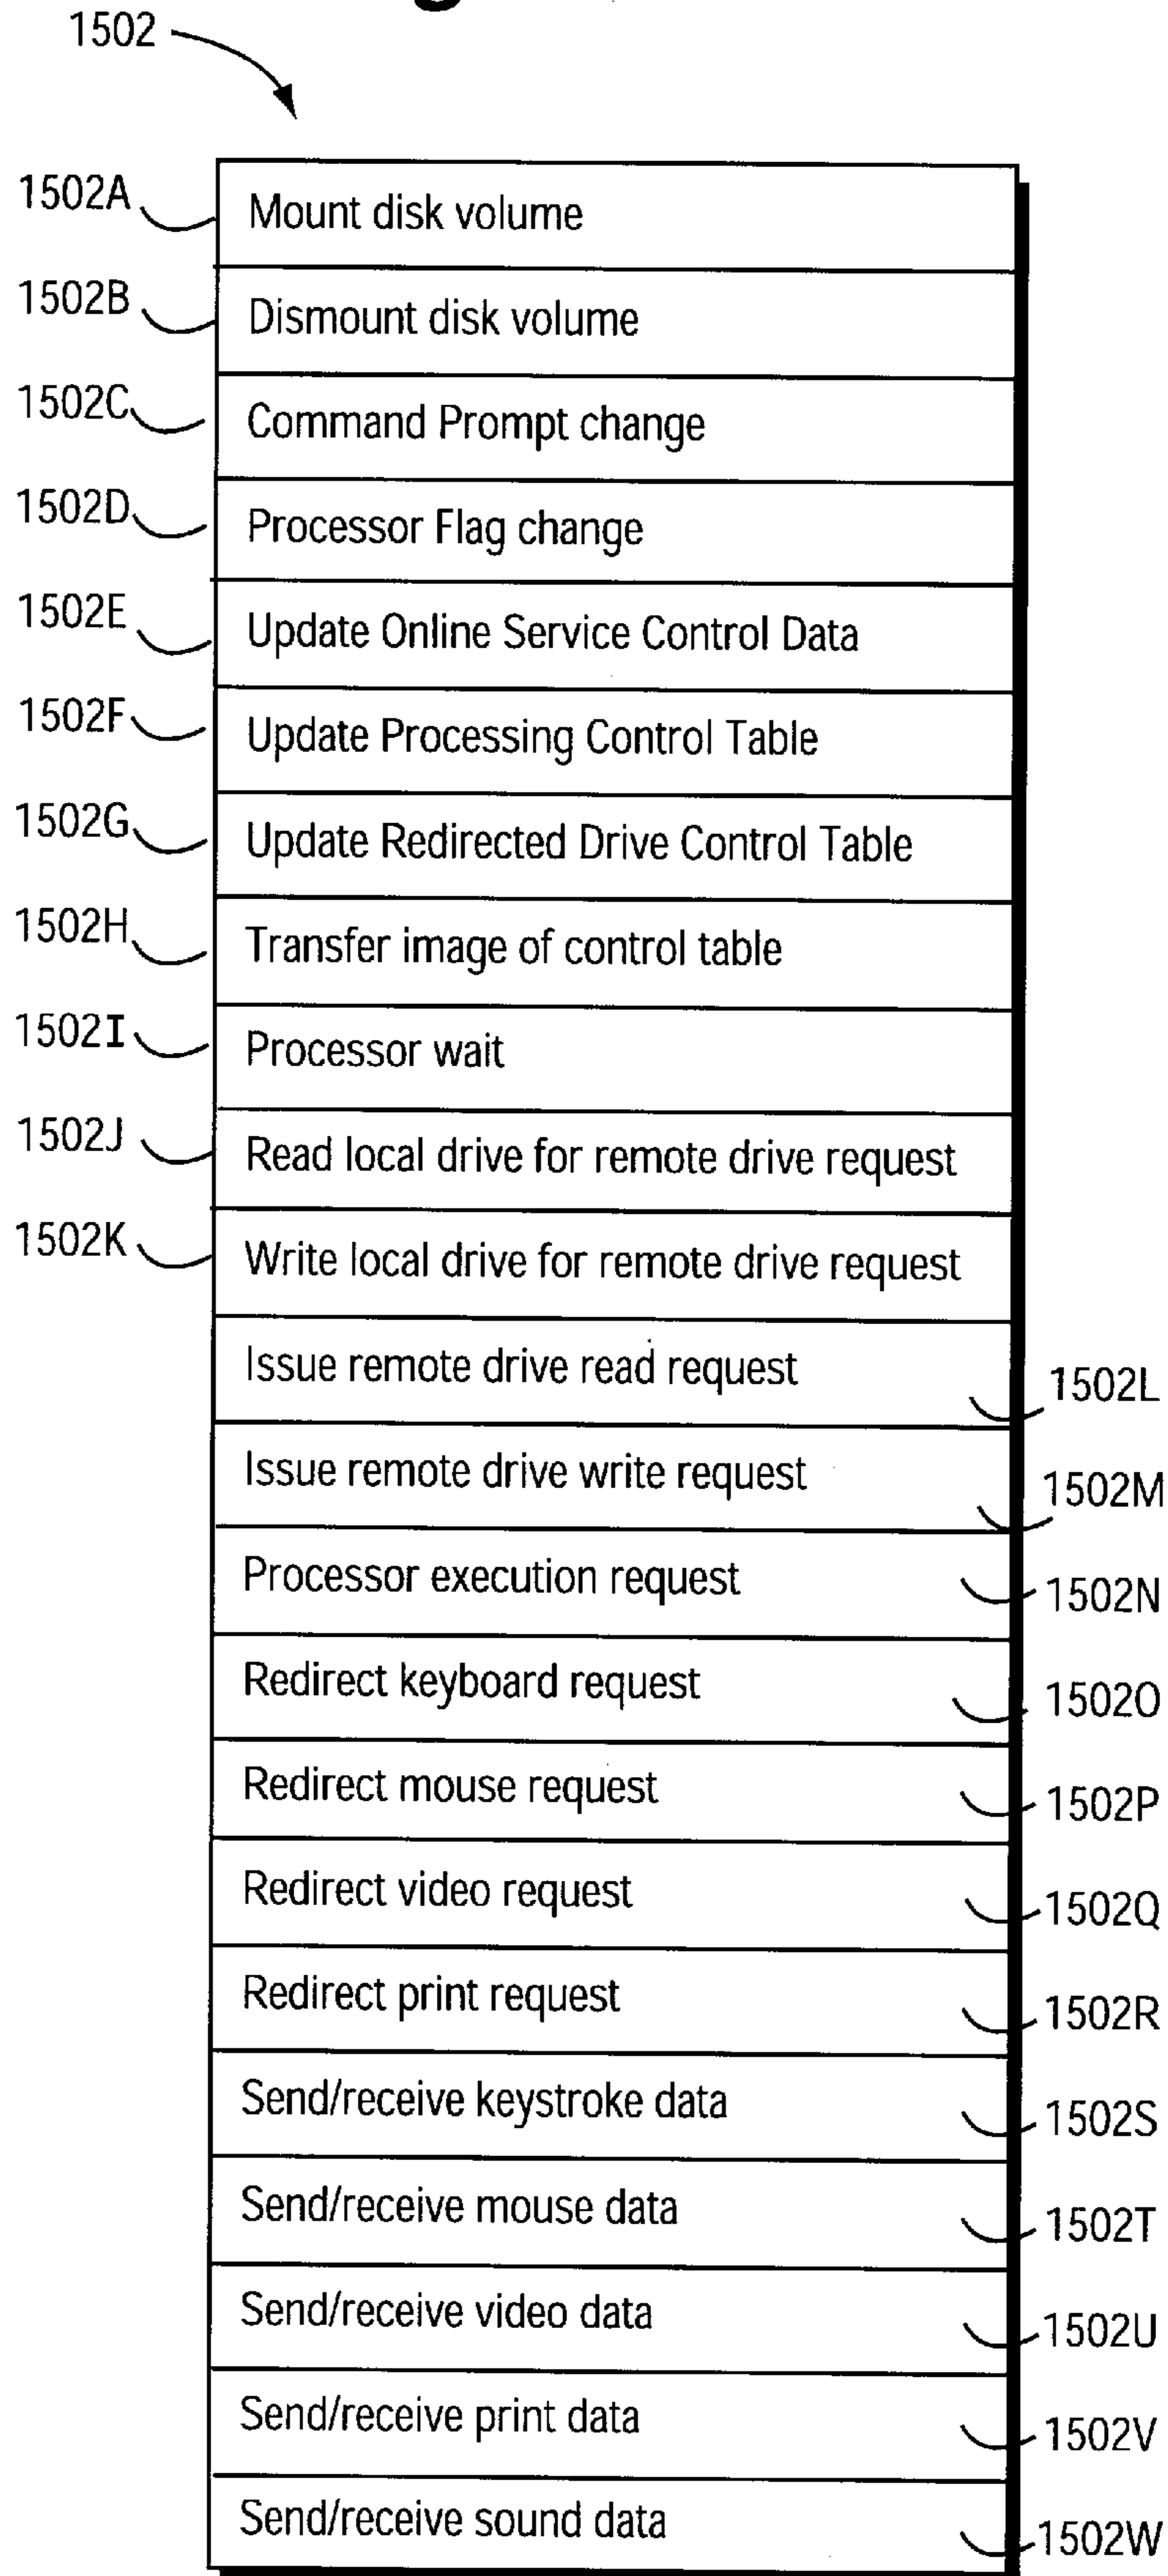 1502
1502A Mount disk volume
1502B Dismount disk volume
1502C Command Prompt change
1502D Processor Flag change
1502E Update Online Service Control Data
1502F Update Processing Control Table
1502G Update Redirected Drive Control Table
1502H Transfer image of control table
1502I Processor wait
1502J Read local drive for remote drive request
1502K Write local drive for remote drive request
Issue remote drive read request 1502L
Issue remote drive write request 1502M
Processor execution request 1502N
Redirect keyboard request 1502O
Redirect mouse request 1502P
Redirect video request 1502Q
Redirect print request 1502R
Send/receive keystroke data 1502S
Send/receive mouse data 1502T
Send/receive video data 1502U
Send/receive print data 1502V
Send/receive sound data 1502W